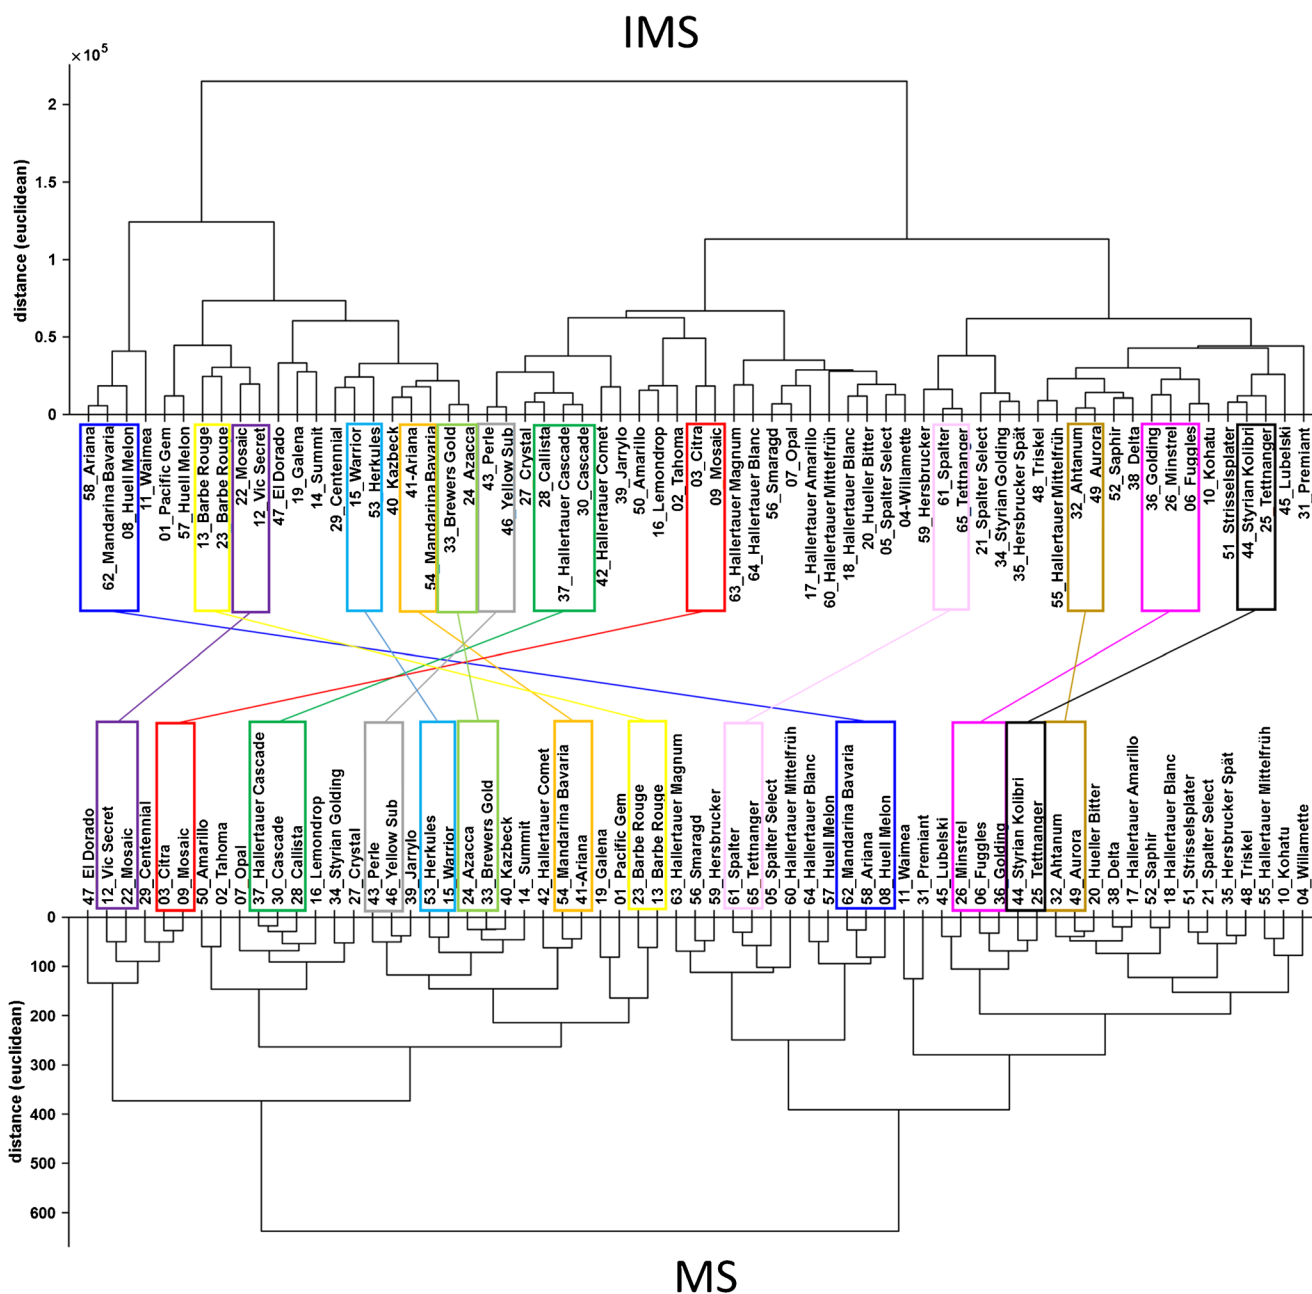 IMS
×10⁵
distance (euclidean)
2
1.5
1
0.5
0
58_Ariana
62_Mandarina Bavaria
08_Huell Melon
11_Waimea
01_Pacific Gem
57_Huell Melon
13_Barbe Rouge
23_Barbe Rouge
22_Mosaic
12_Vic Secret
47_El Dorado
19_Galena
14_Summit
29_Centennial
15_Warrior
53_Herkules
40_Kazbeck
41-Ariana
54_Mandarina Bavaria
33_Brewers Gold
24_Azacca
43_Perle
46_Yellow Sub
27_Crystal
28_Callista
37_Hallertauer Cascade
30_Cascade
42_Hallertauer Comet
39_Jarrylo
50_Amarillo
16_Lemondrop
02_Tahoma
03_Citra
09_Mosaic
63_Hallertauer Magnum
64_Hallertauer Blanc
56_Smaragd
07_Opal
17_Hallertauer Amarillo
60_Hallertauer Mittelfrüh
18_Hallertauer Blanc
20_Hueller Bitter
05_Spalter Select
04-Willamette
59_Hersbrucker
61_Spalter
65_Tettnanger
21_Spalter Select
34_Styrian Golding
35_Hersbrucker Spät
48_Triskel
55_Hallertauer Mittelfrüh
32_Ahtanum
49_Aurora
52_Saphir
38_Delta
36_Golding
26_Minstrel
06_Fuggles
10_Kohatu
51_Strisselsplater
44_Styrian Kolibri
25_Tettnanger
45_Lubelski
31_Premiant
47_El Dorado
12_Vic Secret
22_Mosaic
29_Centennial
03_Citra
09_Mosaic
50_Amarillo
02_Tahoma
07_Opal
37_Hallertauer Cascade
30_Cascade
28_Callista
16_Lemondrop
34_Styrian Golding
27_Crystal
43_Perle
46_Yellow Sub
39_Jarrylo
53_Herkules
15_Warrior
24_Azacca
33_Brewers Gold
40_Kazbeck
14_Summit
42_Hallertauer Comet
54_Mandarina Bavaria
41-Ariana
19_Galena
01_Pacific Gem
23_Barbe Rouge
13_Barbe Rouge
63_Hallertauer Magnum
56_Smaragd
59_Hersbrucker
61_Spalter
65_Tettnanger
05_Spalter Select
60_Hallertauer Mittelfrüh
64_Hallertauer Blanc
57_Huell Melon
62_Mandarina Bavaria
58_Ariana
08_Huell Melon
11_Waimea
31_Premiant
45_Lubelski
26_Minstrel
06_Fuggles
36_Golding
44_Styrian Kolibri
25_Tettnanger
32_Ahtanum
49_Aurora
20_Hueller Bitter
38_Delta
17_Hallertauer Amarillo
52_Saphir
18_Hallertauer Blanc
51_Strisselsplater
21_Spalter Select
35_Hersbrucker Spät
48_Triskel
55_Hallertauer Mittelfrüh
10_Kohatu
04_Willamette
distance (euclidean)
0
100
200
300
400
500
600
MS